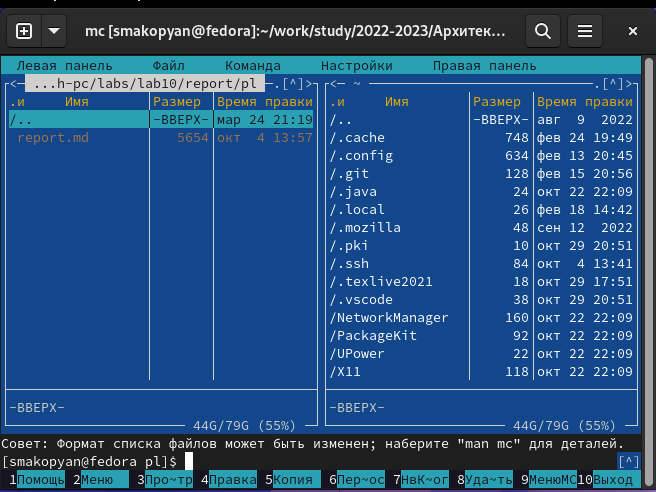 mc [smakopyan@fedora]:~/work/study/2022-2023/Архитек...
Левая панель Файл Команда Настройки Правая панель
<- ...h-pc/labs/lab10/report/pl -.[^]>
.и Имя Размер Время правки
/.. -ВВЕРХ- мар 24 21:19
report.md 5654 окт 4 13:57
-ВВЕРХ-
44G/79G (55%)
<- ~ .[^]>
.и Имя Размер Время правки
/.. -ВВЕРХ- авг 9 2022
/.cache 748 фев 24 19:49
/.config 634 фев 13 20:45
/.git 128 фев 15 20:56
/.java 24 окт 22 22:09
/.local 26 фев 18 14:42
/.mozilla 48 сен 12 2022
/.pki 10 окт 29 20:51
/.ssh 84 окт 4 13:41
/.texlive2021 18 окт 29 17:51
/.vscode 38 окт 29 20:51
/NetworkManager 160 окт 22 22:09
/PackageKit 92 окт 22 22:09
/UPower 22 окт 22 22:09
/X11 118 окт 22 22:09
-ВВЕРХ-
44G/79G (55%)
Совет: Формат списка файлов может быть изменен; наберите "man mc" для деталей.
[smakopyan@fedora pl]$ [^]
1Помощь 2Меню 3Про~тр 4Правка 5Копия 6Пер~ос 7НвК~ог 8Уда~ть 9МенюMC 10Выход